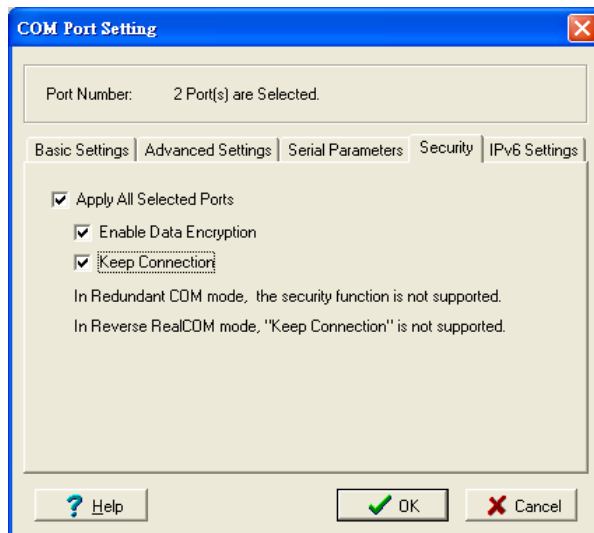 COM Port Setting
Port Number: 2 Port(s) are Selected.
Basic Settings Advanced Settings Serial Parameters Security IPv6 Settings
Apply All Selected Ports
Enable Data Encryption
Keep Connection
In Redundant COM mode, the security function is not supported.
In Reverse RealCOM mode, "Keep Connection" is not supported.
? Help OK Cancel